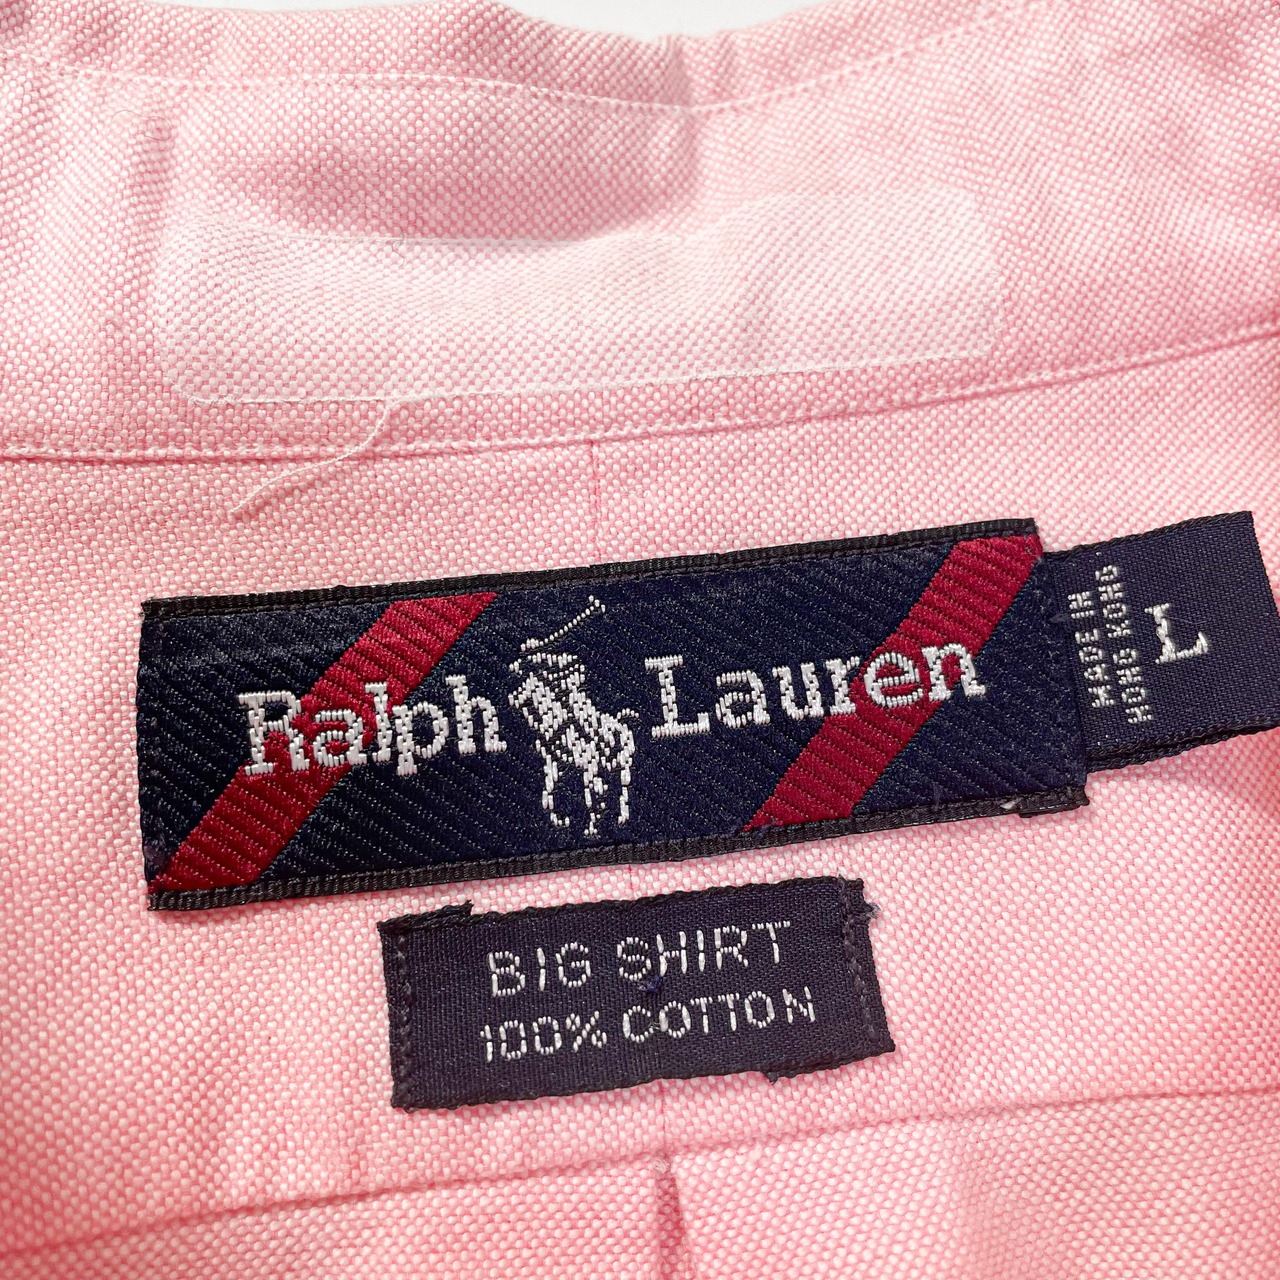 Ralph Lauren
MADE IN
HONG KONG
L
BIG SHIRT
100% COTTON